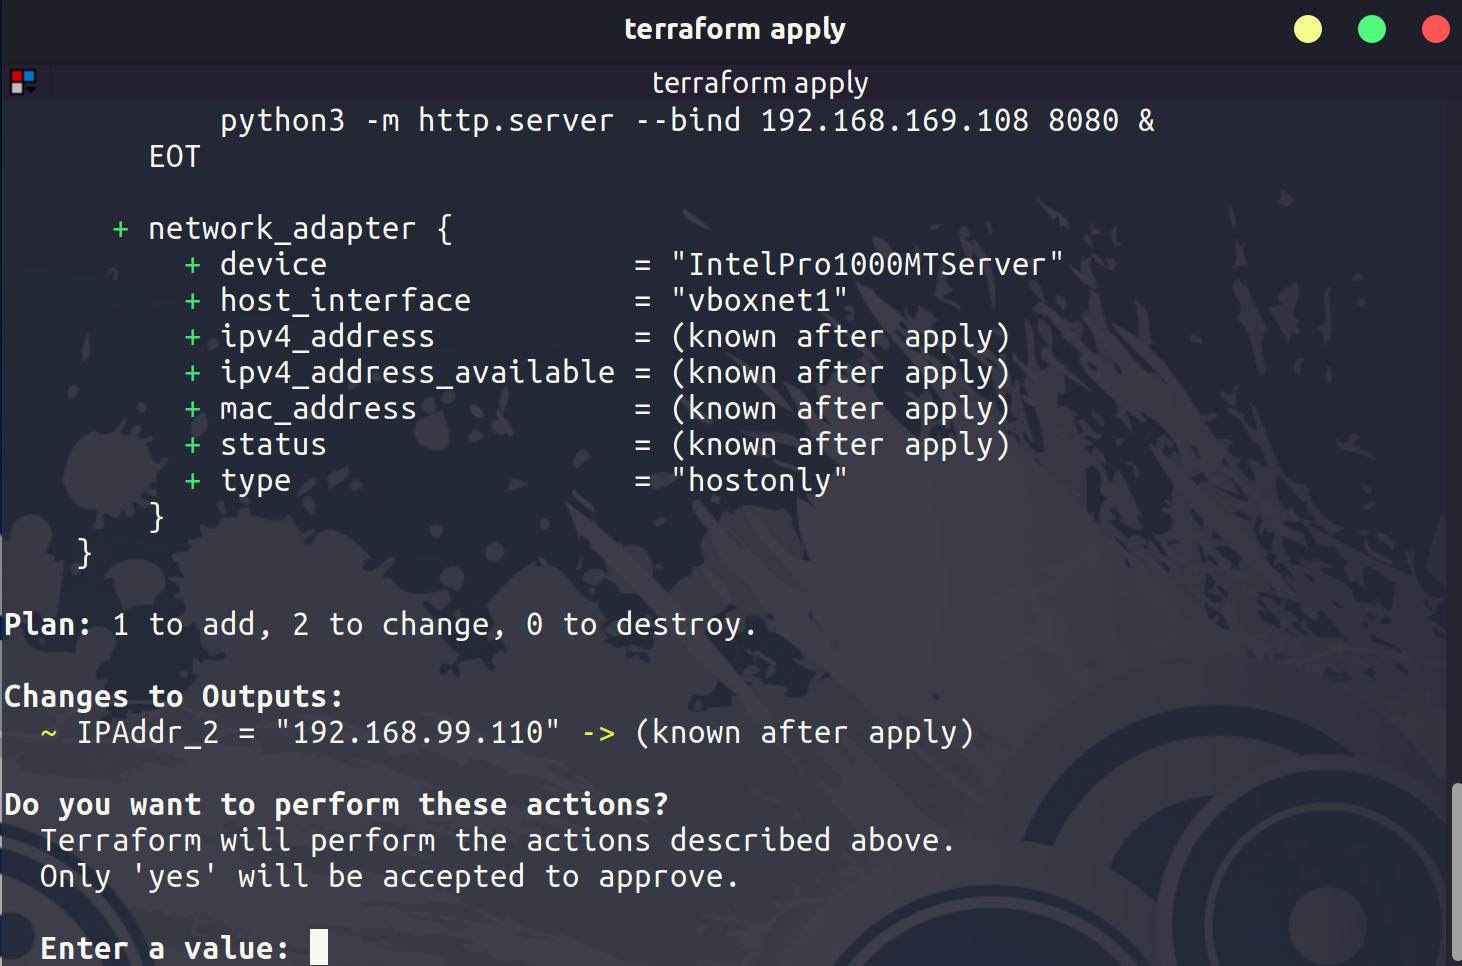 terraform apply
terraform apply
python3 -m http.server --bind 192.168.169.108 8080 &
EOT
+ network_adapter {
+ device = "IntelPro1000MTServer"
+ host_interface = "vboxnet1"
+ ipv4_address = (known after apply)
+ ipv4_address_available = (known after apply)
+ mac_address = (known after apply)
+ status = (known after apply)
+ type = "hostonly"
}
}
Plan: 1 to add, 2 to change, 0 to destroy.
Changes to Outputs:
~ IPAddr_2 = "192.168.99.110" -> (known after apply)
Do you want to perform these actions?
Terraform will perform the actions described above.
Only 'yes' will be accepted to approve.
Enter a value: